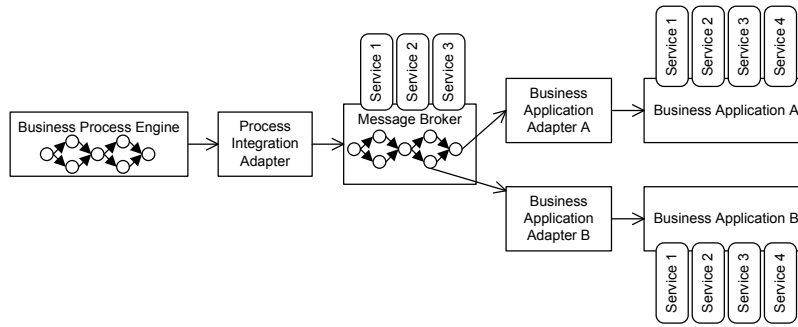 Service 1
Service 2
Service 3
Service 1
Service 2
Service 3
Service 4
Business Process Engine
Process
Integration
Adapter
Message Broker
Business
Application
Adapter A
Business Application A
Business
Application
Adapter B
Business Application B
Service 1
Service 2
Service 3
Service 4